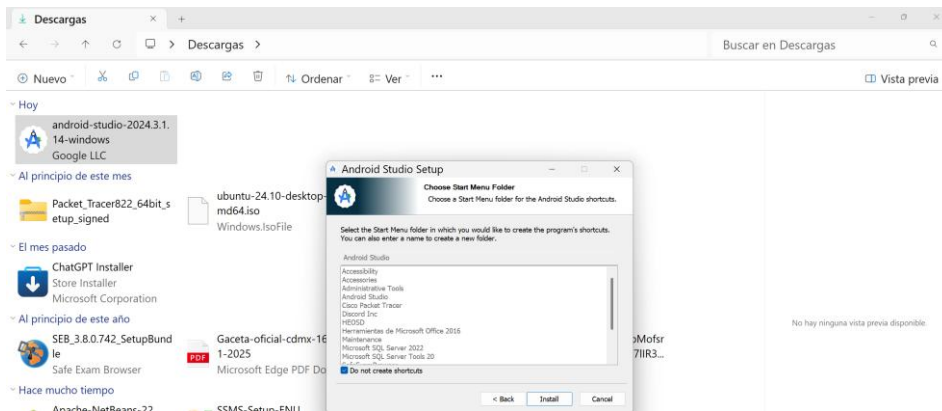 Descargas
Descargas
Buscar en Descargas
Nuevo
Ordenar
Ver
Vista previa
Hoy
android-studio-2024.3.1.
14-windows
Google LLC
Al principio de este mes
Packet_Tracer822_64bit_s
etup_signed
ubuntu-24.10-desktop-
md64.iso
Windows.IsoFile
El mes pasado
ChatGPT Installer
Store Installer
Microsoft Corporation
Al principio de este año
SEB_3.8.0.742_SetupBund
le
Safe Exam Browser
PDF
Gaceta-oficial-cdmx-16
1-2025
Microsoft Edge PDF Do
Hace mucho tiempo
Apache-NetBeans-22
SSMS-Setup-ENU
Android Studio Setup
Choose Start Menu Folder
Choose a Start Menu folder for the Android Studio shortcuts.
Select the Start Menu folder in which you would like to create the program's shortcuts.
You can also enter a name to create a new folder.
Android Studio
Accessibility
Accessories
Administrative Tools
Android Studio
Cisco Packet Tracer
Discord Inc
HEOSD
Herramientas de Microsoft Office 2016
Maintenance
Microsoft SQL Server 2022
Microsoft SQL Server Tools 20
Do not create shortcuts
< Back
Install
Cancel
No hay ninguna vista previa disponible.